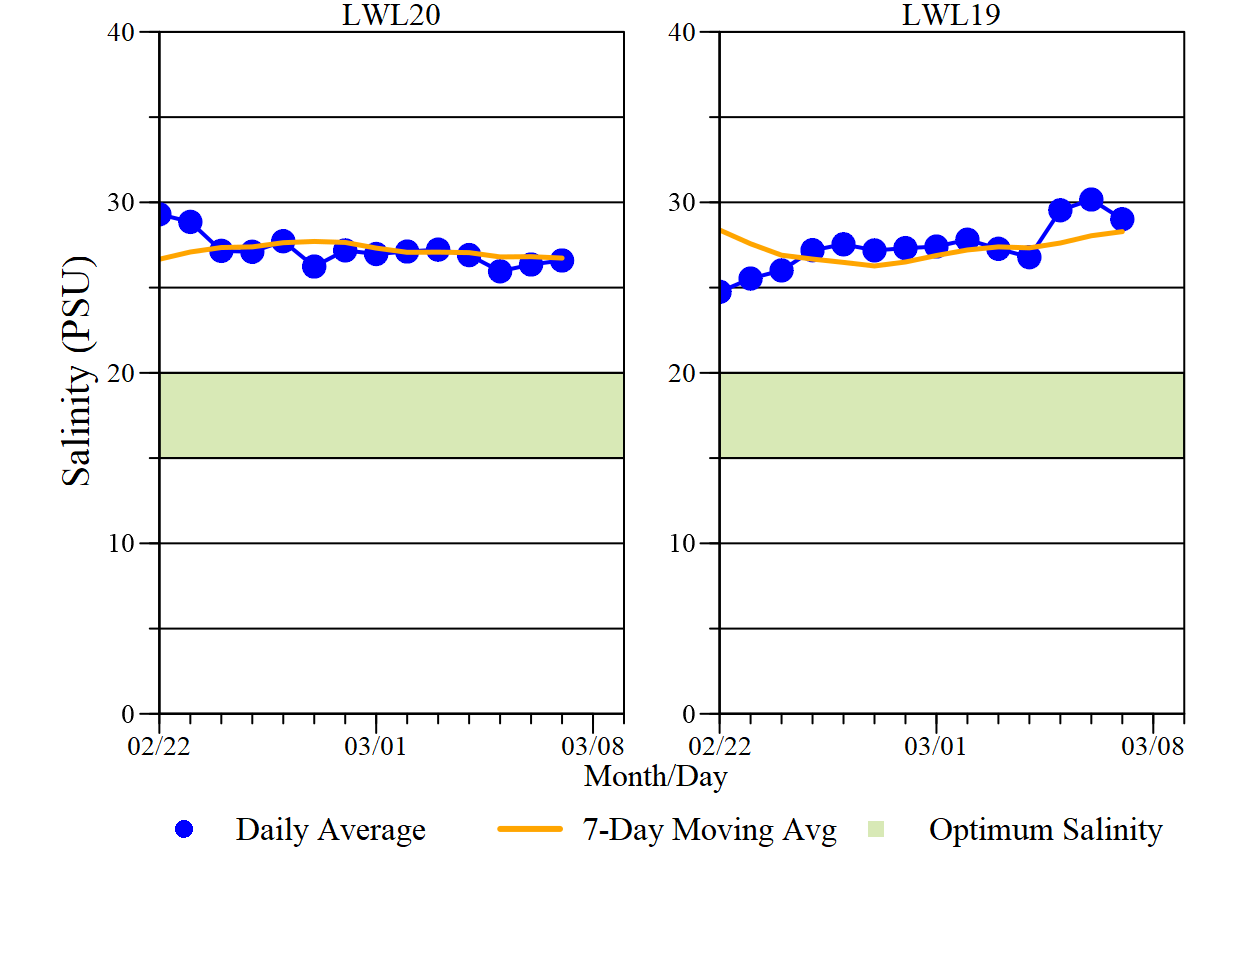 LWL20 LWL19
40 40
30 30
20 20
10 10
0 0
Salinity (PSU)
02/22 03/01 03/08 02/22 03/01 03/08
Month/Day
Daily Average 7-Day Moving Avg Optimum Salinity